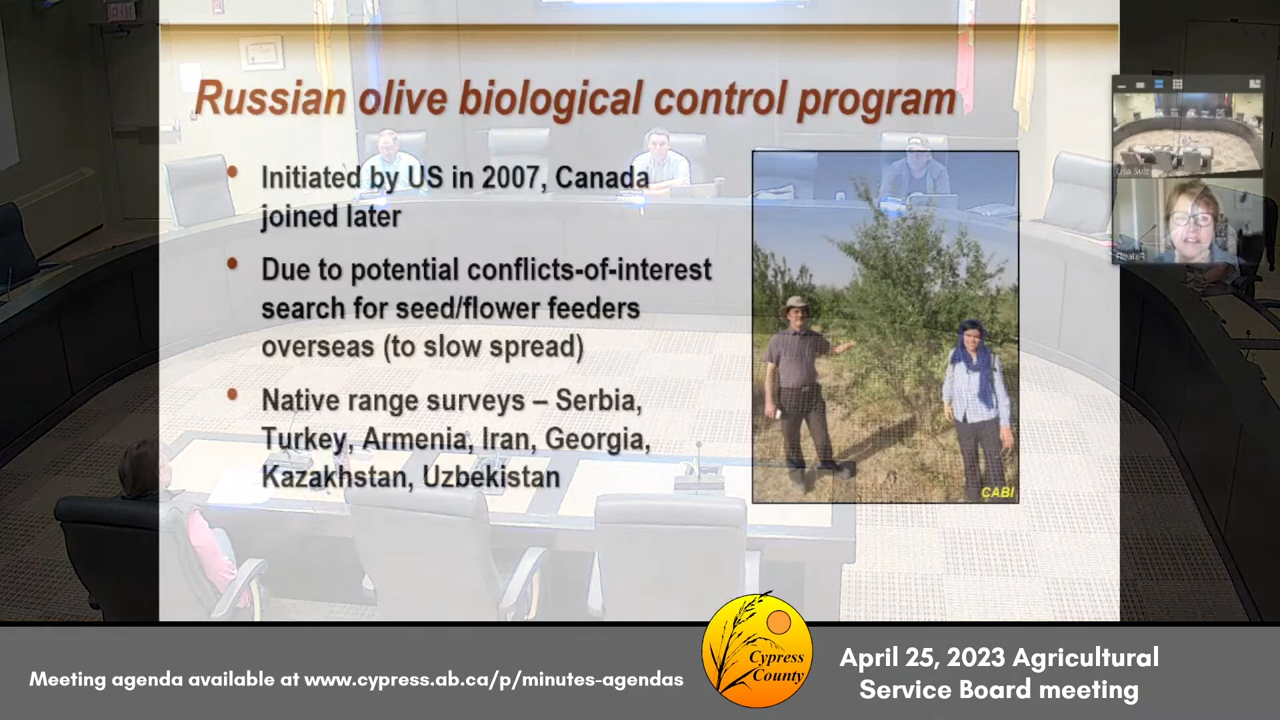 EXIT
Russian olive biological control program
• Initiated by US in 2007, Canada
joined later
• Due to potential conflicts-of-interest
search for seed/flower feeders
overseas (to slow spread)
• Native range surveys – Serbia,
Turkey, Armenia, Iran, Georgia,
Kazakhstan, Uzbekistan
CABI
Meeting agenda available at www.cypress.ab.ca/p/minutes-agendas
Cypress
County
April 25, 2023 Agricultural
Service Board meeting